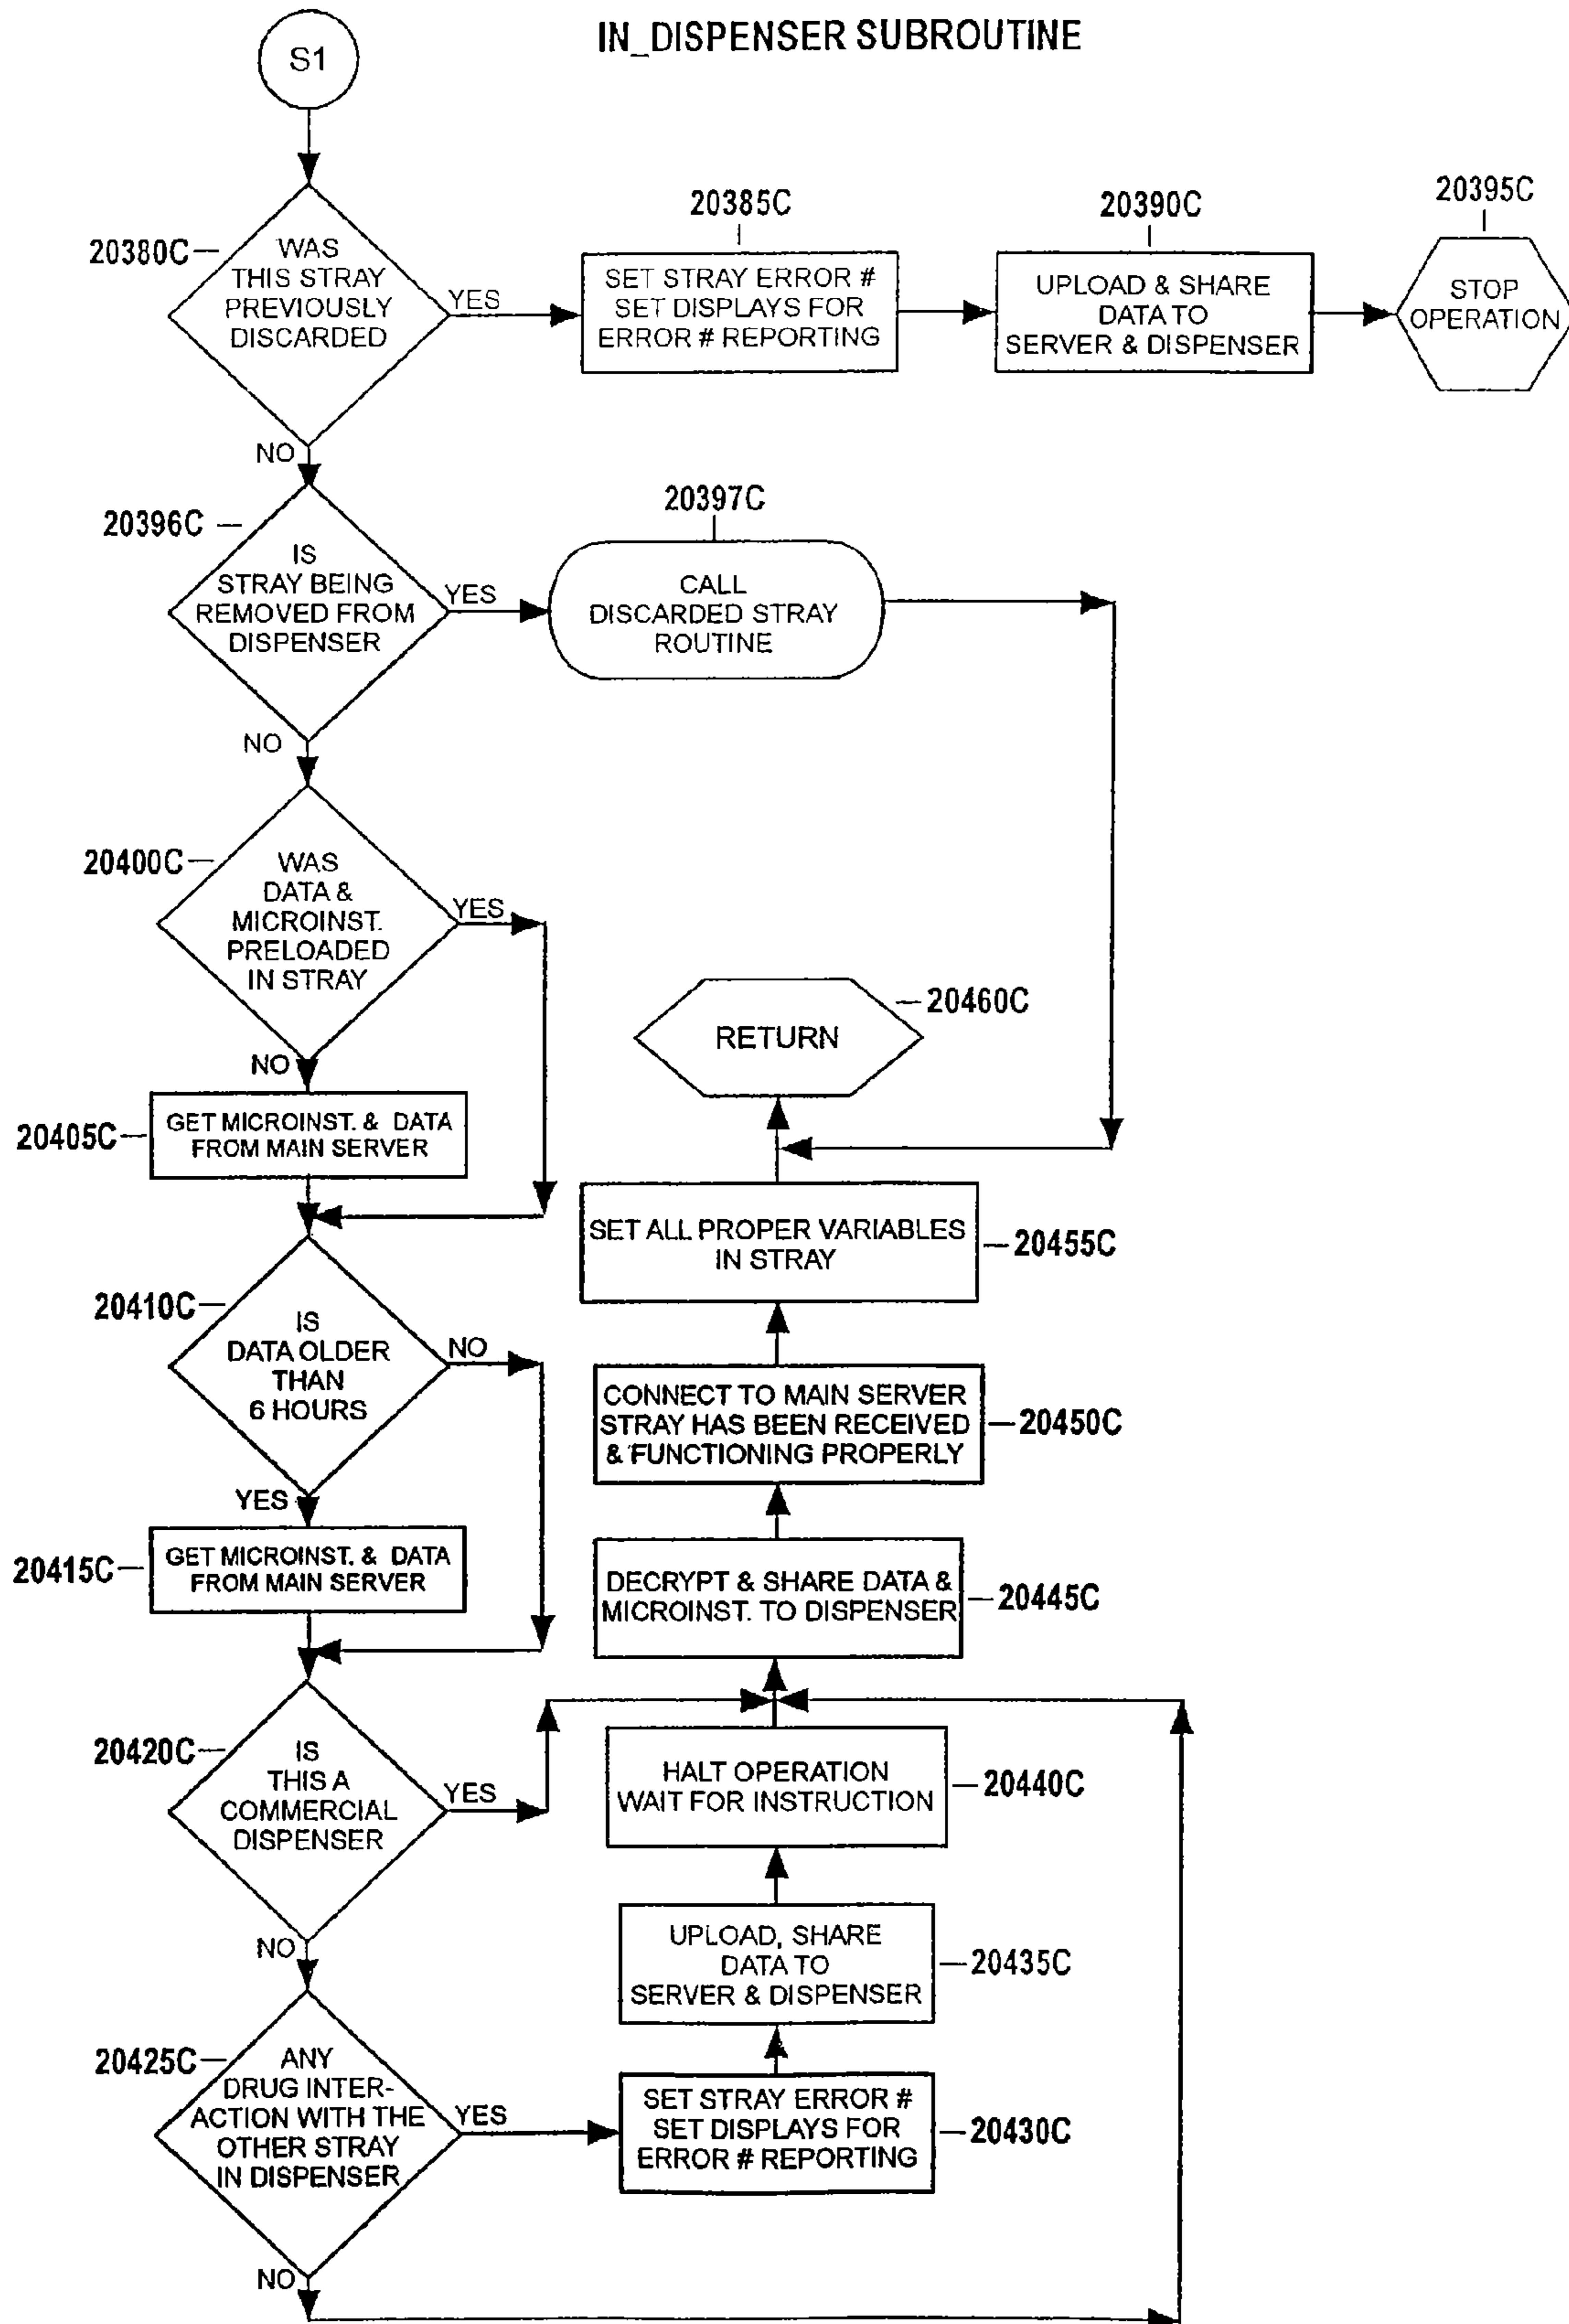 IN_DISPENSER SUBROUTINE
S1
20380C
WAS
THIS STRAY
PREVIOUSLY
DISCARDED
YES
NO
20385C
SET STRAY ERROR #
SET DISPLAYS FOR
ERROR # REPORTING
20390C
UPLOAD & SHARE
DATA TO
SERVER & DISPENSER
20395C
STOP
OPERATION
20396C
IS
STRAY BEING
REMOVED FROM
DISPENSER
YES
NO
20397C
CALL
DISCARDED STRAY
ROUTINE
20400C
WAS
DATA &
MICROINST.
PRELOADED
IN STRAY
YES
NO
20405C
GET MICROINST. & DATA
FROM MAIN SERVER
20410C
IS
DATA OLDER
THAN
6 HOURS
NO
YES
20415C
GET MICROINST. & DATA
FROM MAIN SERVER
20420C
IS
THIS A
COMMERCIAL
DISPENSER
YES
NO
20425C
ANY
DRUG INTER-
ACTION WITH THE
OTHER STRAY
IN DISPENSER
YES
NO
RETURN
20460C
SET ALL PROPER VARIABLES
IN STRAY
20455C
CONNECT TO MAIN SERVER
STRAY HAS BEEN RECEIVED
& FUNCTIONING PROPERLY
20450C
DECRYPT & SHARE DATA &
MICROINST. TO DISPENSER
20445C
HALT OPERATION
WAIT FOR INSTRUCTION
20440C
UPLOAD, SHARE
DATA TO
SERVER & DISPENSER
20435C
SET STRAY ERROR #
SET DISPLAYS FOR
ERROR # REPORTING
20430C